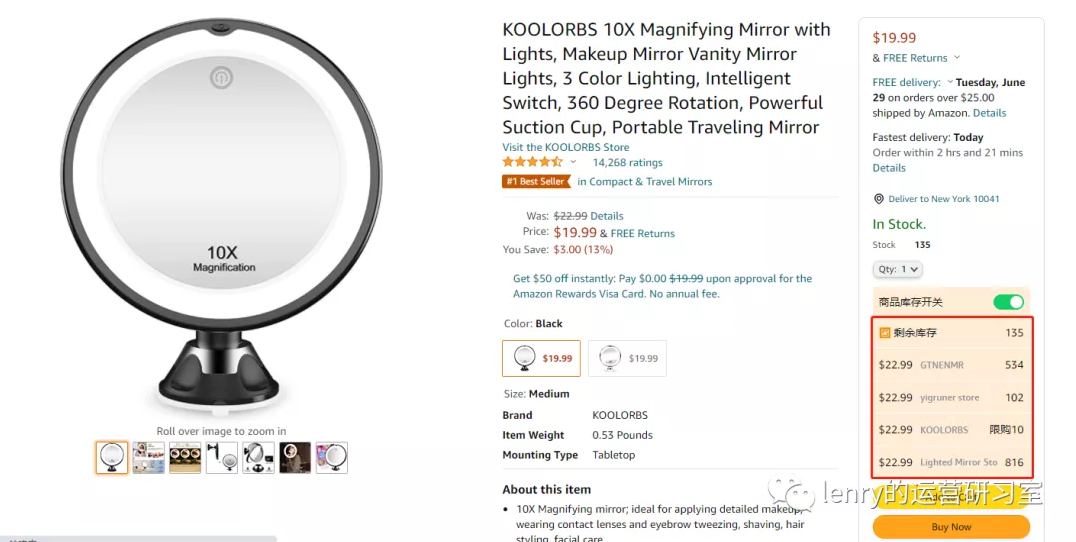 10X
Magnification
Roll over image to zoom in
KOOLORBS 10X Magnifying Mirror with
Lights, Makeup Mirror Vanity Mirror
Lights, 3 Color Lighting, Intelligent
Switch, 360 Degree Rotation, Powerful
Suction Cup, Portable Traveling Mirror
Visit the KOOLORBS Store
14,268 ratings
#1 Best Seller in Compact & Travel Mirrors
Was: $22.99 Details
Price: $19.99 & FREE Returns
You Save: $3.00 (13%)
Get $50 off instantly: Pay $0.00 $19.99 upon approval for the
Amazon Rewards Visa Card. No annual fee.
Color: Black
$19.99 $19.99
Size: Medium
Brand KOOLORBS
Item Weight 0.53 Pounds
Mounting Type Tabletop
About this item
• 10X Magnifying mirror; ideal for applying detailed makeup,
wearing contact lenses and eyebrow tweezing, shaving, hair
styling, facial care
$19.99
& FREE Returns
FREE delivery: Tuesday, June
29 on orders over $25.00
shipped by Amazon. Details
Fastest delivery: Today
Order within 2 hrs and 21 mins
Details
Deliver to New York 10041
In Stock.
Stock 135
Qty: 1
商品库存开关
剩余库存 135
$22.99 GTNENMR 534
$22.99 yigruner store 102
$22.99 KOOLORBS 限购10
$22.99 Lighted Mirror Sto 816
Add to Cart
lenry的运营研习室
Buy Now